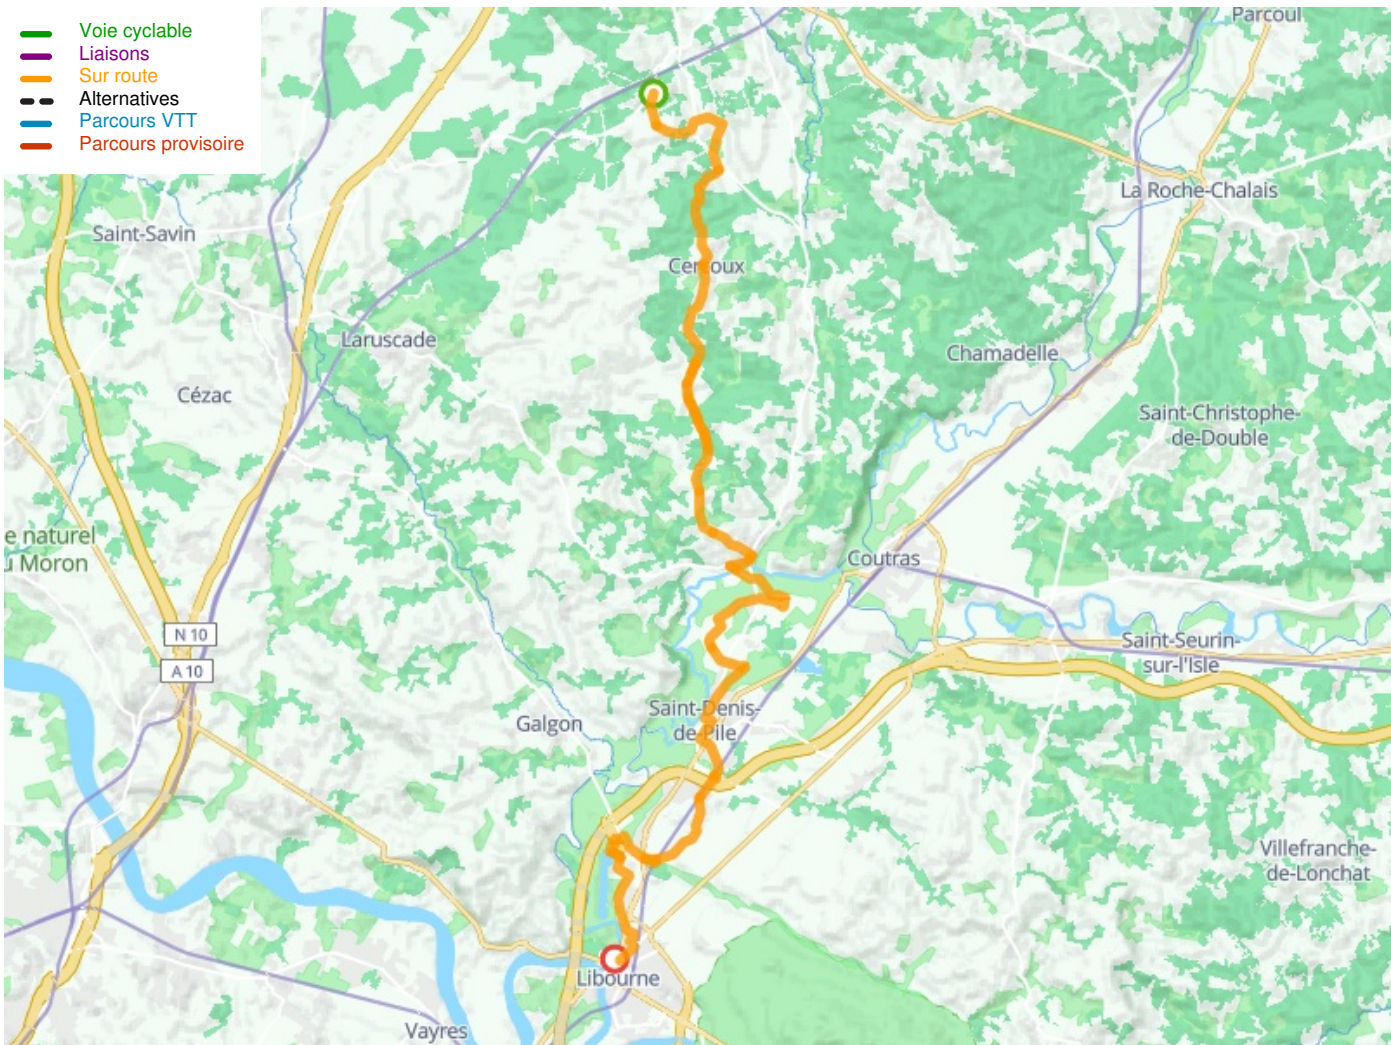 Voie cyclable
Liaisons
Sur route
Alternatives
Parcours VTT
Parcours provisoire
Parcoul
La Roche-Chalais
Saint-Savin
Laruscade
Chamadelle
Cézac
Saint-Christophe-
de-Double
e naturel
Moron
Coutras
N 10
A 10
Saint-Seurin-
sur-l'Isle
Saint-Denis-
de-Pile
Galgon
Villefranche-
de-Lonchat
Libourne
Vayres